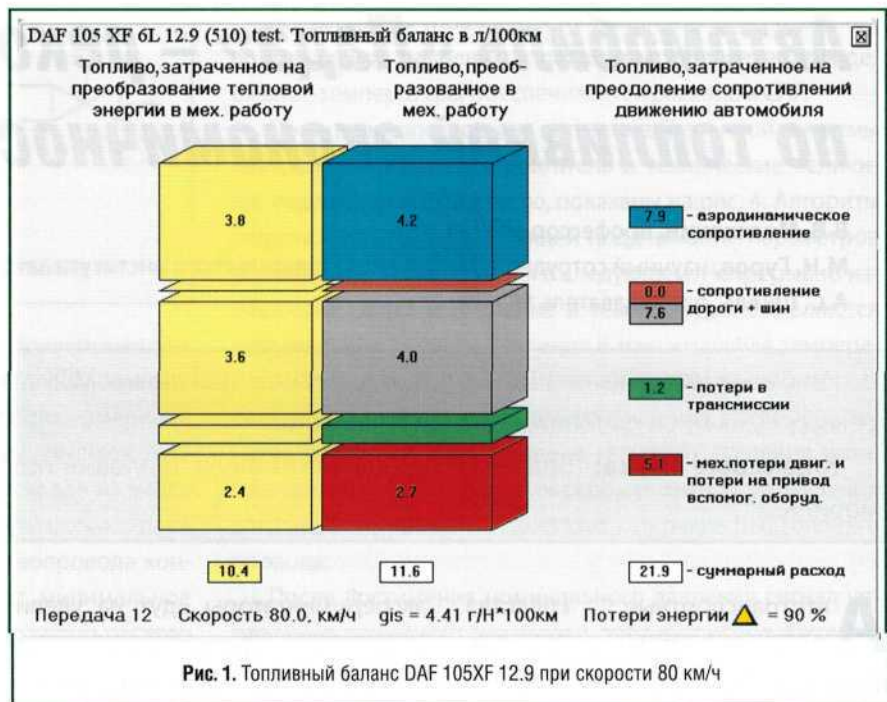 DAF 105 XF 6L 12.9 (510) test. Топливный баланс в л/100км
Топливо, затраченное на
преобразование тепловой
энергии в мех. работу
Топливо, преоб-
разованное в
мех. работу
Топливо, затраченное на
преодоление сопротивлений
движению автомобиля
3.8
4.2
3.6
4.0
2.4
2.7
7.9 - аэродинамическое
сопротивление
0.0 - сопротивление
7.6 дороги + шин
1.2 - потери в
трансмиссии
5.1 - мех.потери двиг. и
потери на привод
вспомог. оборуд.
10.4
11.6
21.9 - суммарный расход
Передача 12 Скорость 80.0, км/ч gis = 4.41 г/Н*100км Потери энергии = 90 %
Рис. 1. Топливный баланс DAF 105XF 12.9 при скорости 80 км/ч